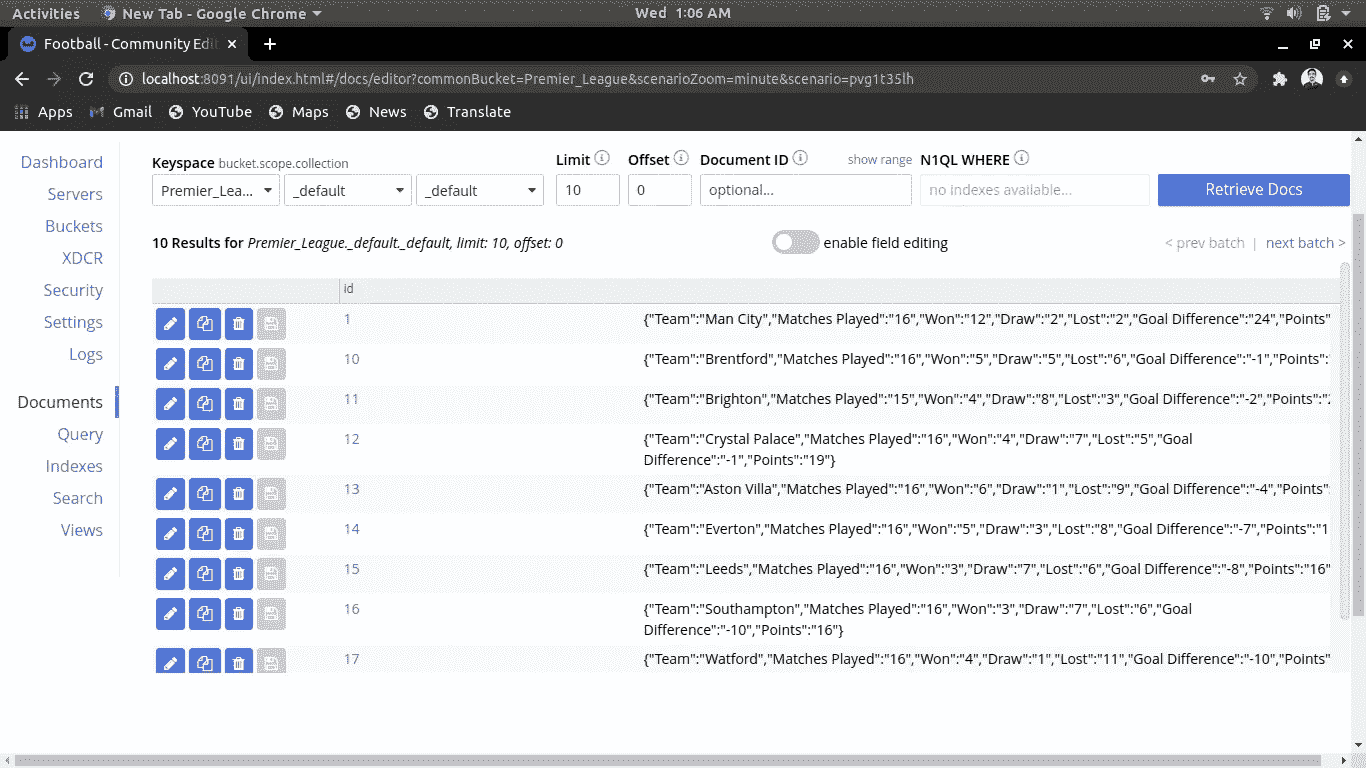 Activities New Tab - Google Chrome Wed 1:06 AM
Football - Community Edit
localhost:8091/ui/index.html#/docs/editor?commonBucket=Premier_League&scenarioZoom=minute&scenario=pvg1t35lh
Apps Gmail YouTube Maps News Translate
Dashboard
Servers
Buckets
XDCR
Security
Settings
Logs
Documents
Query
Indexes
Search
Views
Keyspace bucket.scope.collection Limit Offset Document ID show range N1QL WHERE
Premier_Lea... _default _default 10 0 optional... no indexes available... Retrieve Docs
10 Results for Premier_League._default._default, limit: 10, offset: 0 enable field editing < prev batch | next batch >
id
1 {"Team":"Man City","Matches Played":"16","Won":"12","Draw":"2","Lost":"2","Goal Difference":"24","Points"
10 {"Team":"Brentford","Matches Played":"16","Won":"5","Draw":"5","Lost":"6","Goal Difference":"-1","Points":
11 {"Team":"Brighton","Matches Played":"15","Won":"4","Draw":"8","Lost":"3","Goal Difference":"-2","Points":"2
12 {"Team":"Crystal Palace","Matches Played":"16","Won":"4","Draw":"7","Lost":"5","Goal
Difference":"-1","Points":"19"}
13 {"Team":"Aston Villa","Matches Played":"16","Won":"6","Draw":"1","Lost":"9","Goal Difference":"-4","Points":
14 {"Team":"Everton","Matches Played":"16","Won":"5","Draw":"3","Lost":"8","Goal Difference":"-7","Points":"1
15 {"Team":"Leeds","Matches Played":"16","Won":"3","Draw":"7","Lost":"6","Goal Difference":"-8","Points":"16"
16 {"Team":"Southampton","Matches Played":"16","Won":"3","Draw":"7","Lost":"6","Goal
Difference":"-10","Points":"16"}
17 {"Team":"Watford","Matches Played":"16","Won":"4","Draw":"1","Lost":"11","Goal Difference":"-10","Points"